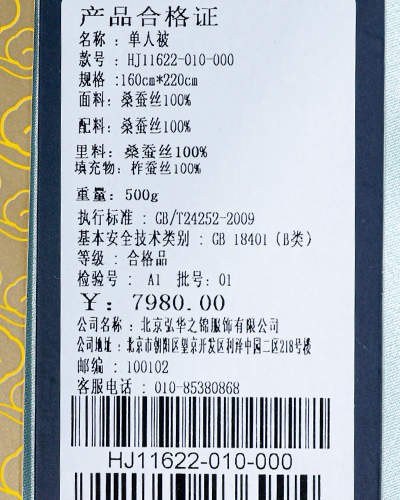 产品合格证
名称：单人被
款号：HJ11622-010-000
规格:160cm*220cm
面料：桑蚕丝100%
配料：桑蚕丝100%
里料：桑蚕丝100%
填充物：柞蚕丝100%
重量：500g
执行标准：GB/T24252-2009
基本安全技术类别：GB 18401（B类）
等级：合格品
检验号： A1 批号：01
￥：7980.00
公司名称：北京弘华之锦服饰有限公司
公司地址：北京市朝阳区望京开发区利泽中园二区218号楼
邮编：100102
客服电话：010-85380868
HJ11622-010-000